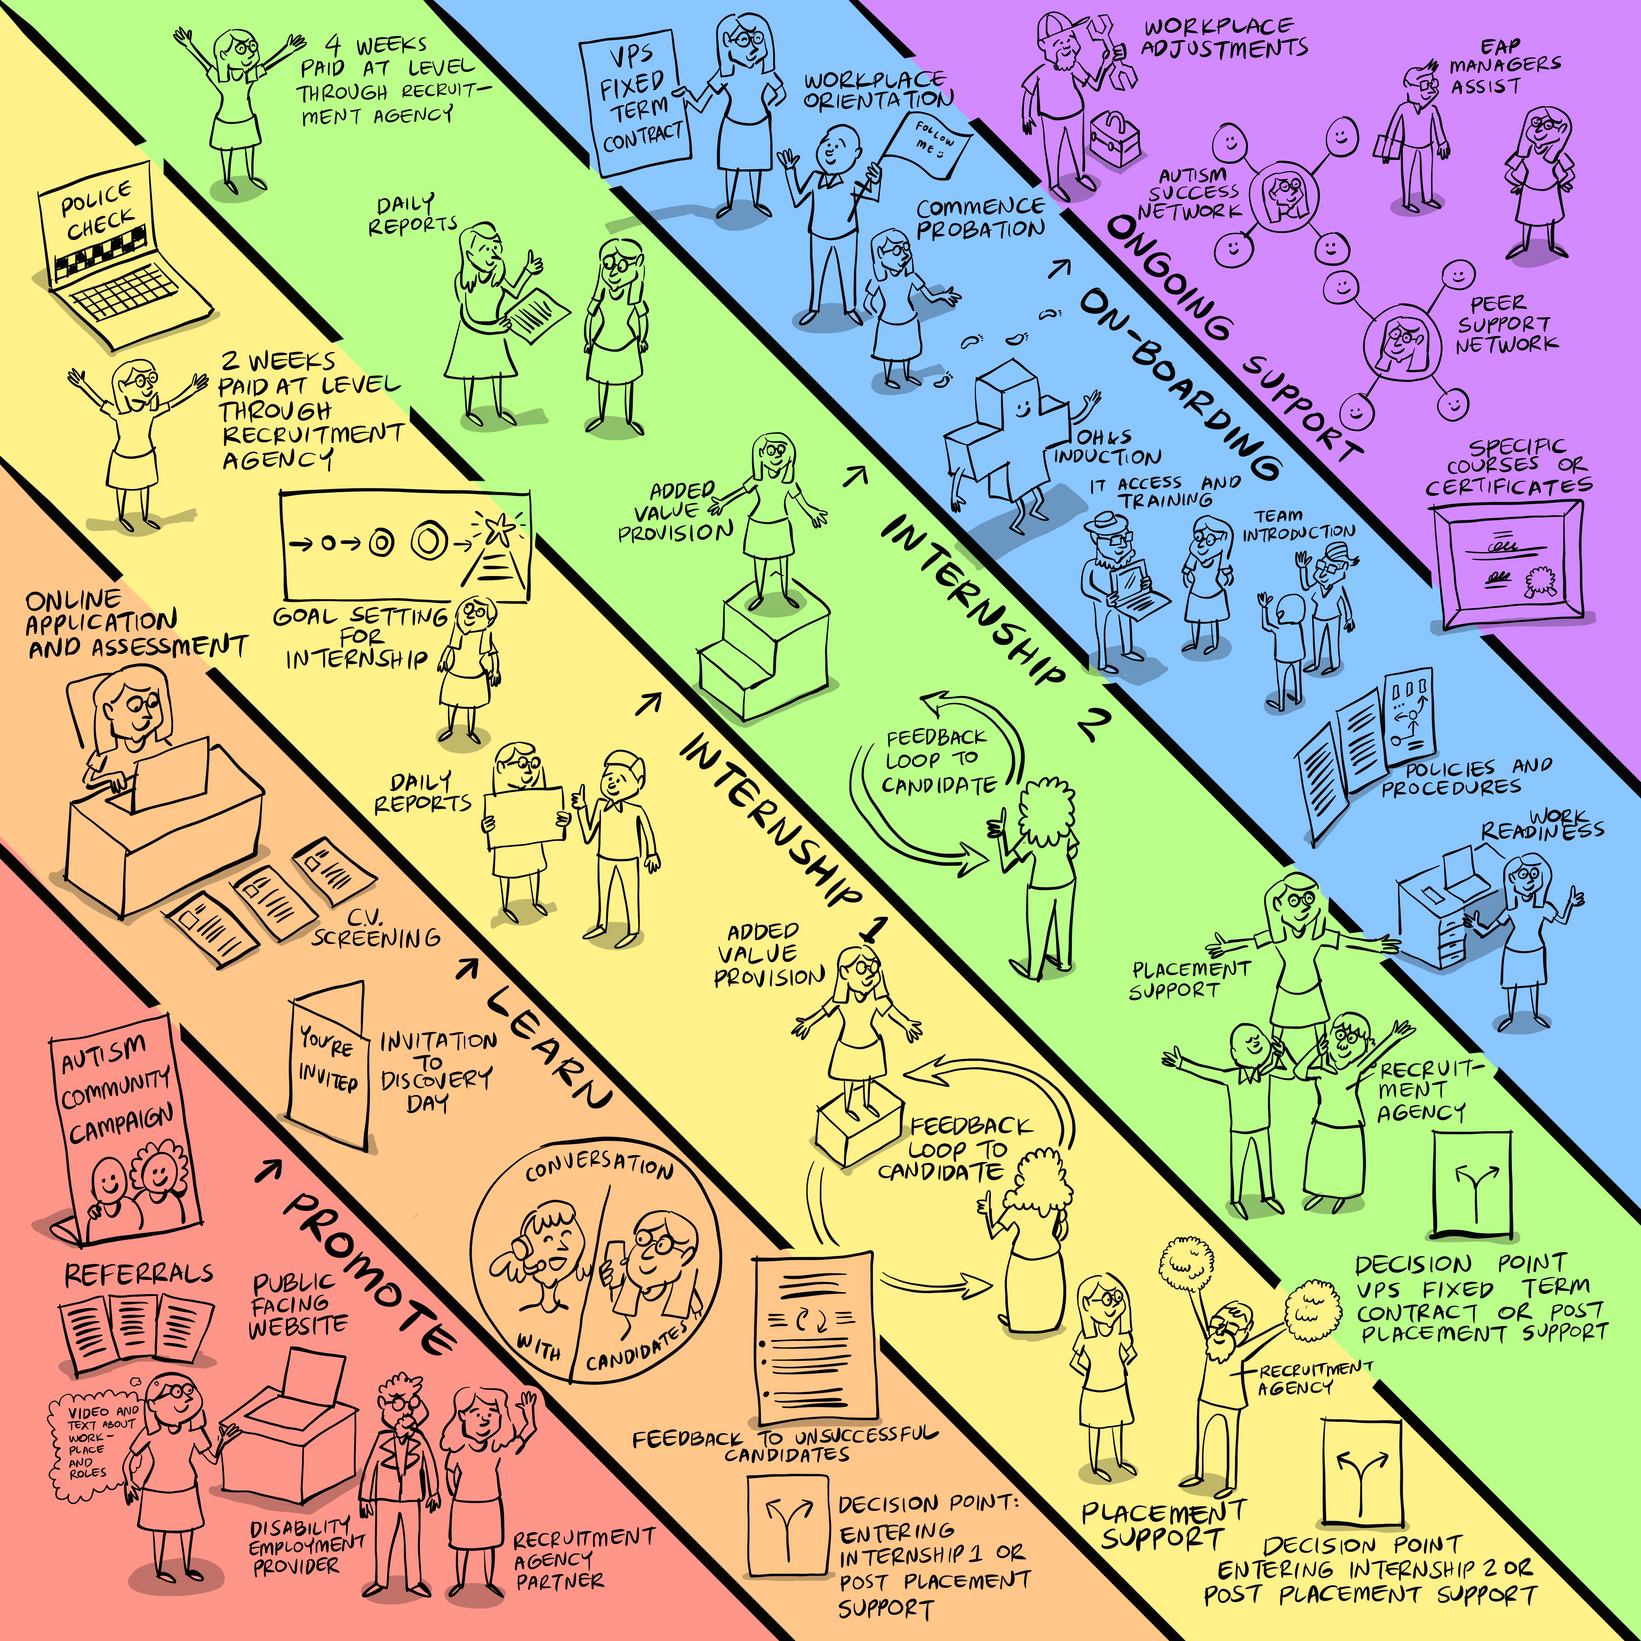 AUTISM
COMMUNITY
CAMPAIGN
REFERRALS
PUBLIC
FACING
WEBSITE
VIDEO AND
TEXT ABOUT
WORK-
PLACE
AND
ROLES
DISABILITY
EMPLOYMENT
PROVIDER
RECRUITMENT
AGENCY
PARTNER
PROMOTE
ONLINE
APPLICATION
AND ASSESSMENT
C.V.
SCREENING
YOU'RE
INVITED
INVITATION
TO
DISCOVERY
DAY
LEARN
CONVERSATION
WITH
CANDIDATES
FEEDBACK TO UNSUCCESSFUL
CANDIDATES
DECISION POINT:
ENTERING
INTERNSHIP 1 OR
POST PLACEMENT
SUPPORT
POLICE
CHECK
2 WEEKS
PAID AT LEVEL
THROUGH
RECRUITMENT
AGENCY
GOAL SETTING
FOR
INTERNSHIP
DAILY
REPORTS
INTERNSHIP 1
ADDED
VALUE
PROVISION
FEEDBACK
LOOP TO
CANDIDATE
RECRUITMENT
AGENCY
PLACEMENT
SUPPORT
DECISION POINT
ENTERING INTERNSHIP 2 OR
POST PLACEMENT SUPPORT
4 WEEKS
PAID AT LEVEL
THROUGH RECRUIT-
MENT AGENCY
DAILY
REPORTS
ADDED
VALUE
PROVISION
INTERNSHIP 2
FEEDBACK
LOOP TO
CANDIDATE
PLACEMENT
SUPPORT
RECRUIT-
MENT
AGENCY
DECISION POINT
VPS FIXED TERM
CONTRACT OR POST
PLACEMENT SUPPORT
VPS
FIXED
TERM
CONTRACT
WORKPLACE
ORIENTATION
FOLLOW
ME
COMMENCE
PROBATION
ON-BOARDING
OH&S
INDUCTION
IT ACCESS AND
TRAINING
TEAM
INTRODUCTION
POLICIES AND
PROCEDURES
WORK
READINESS
WORKPLACE
ADJUSTMENTS
EAP
MANAGERS
ASSIST
AUTISM
SUCCESS
NETWORK
ONGOING SUPPORT
PEER
SUPPORT
NETWORK
SPECIFIC
COURSES OR
CERTIFICATES